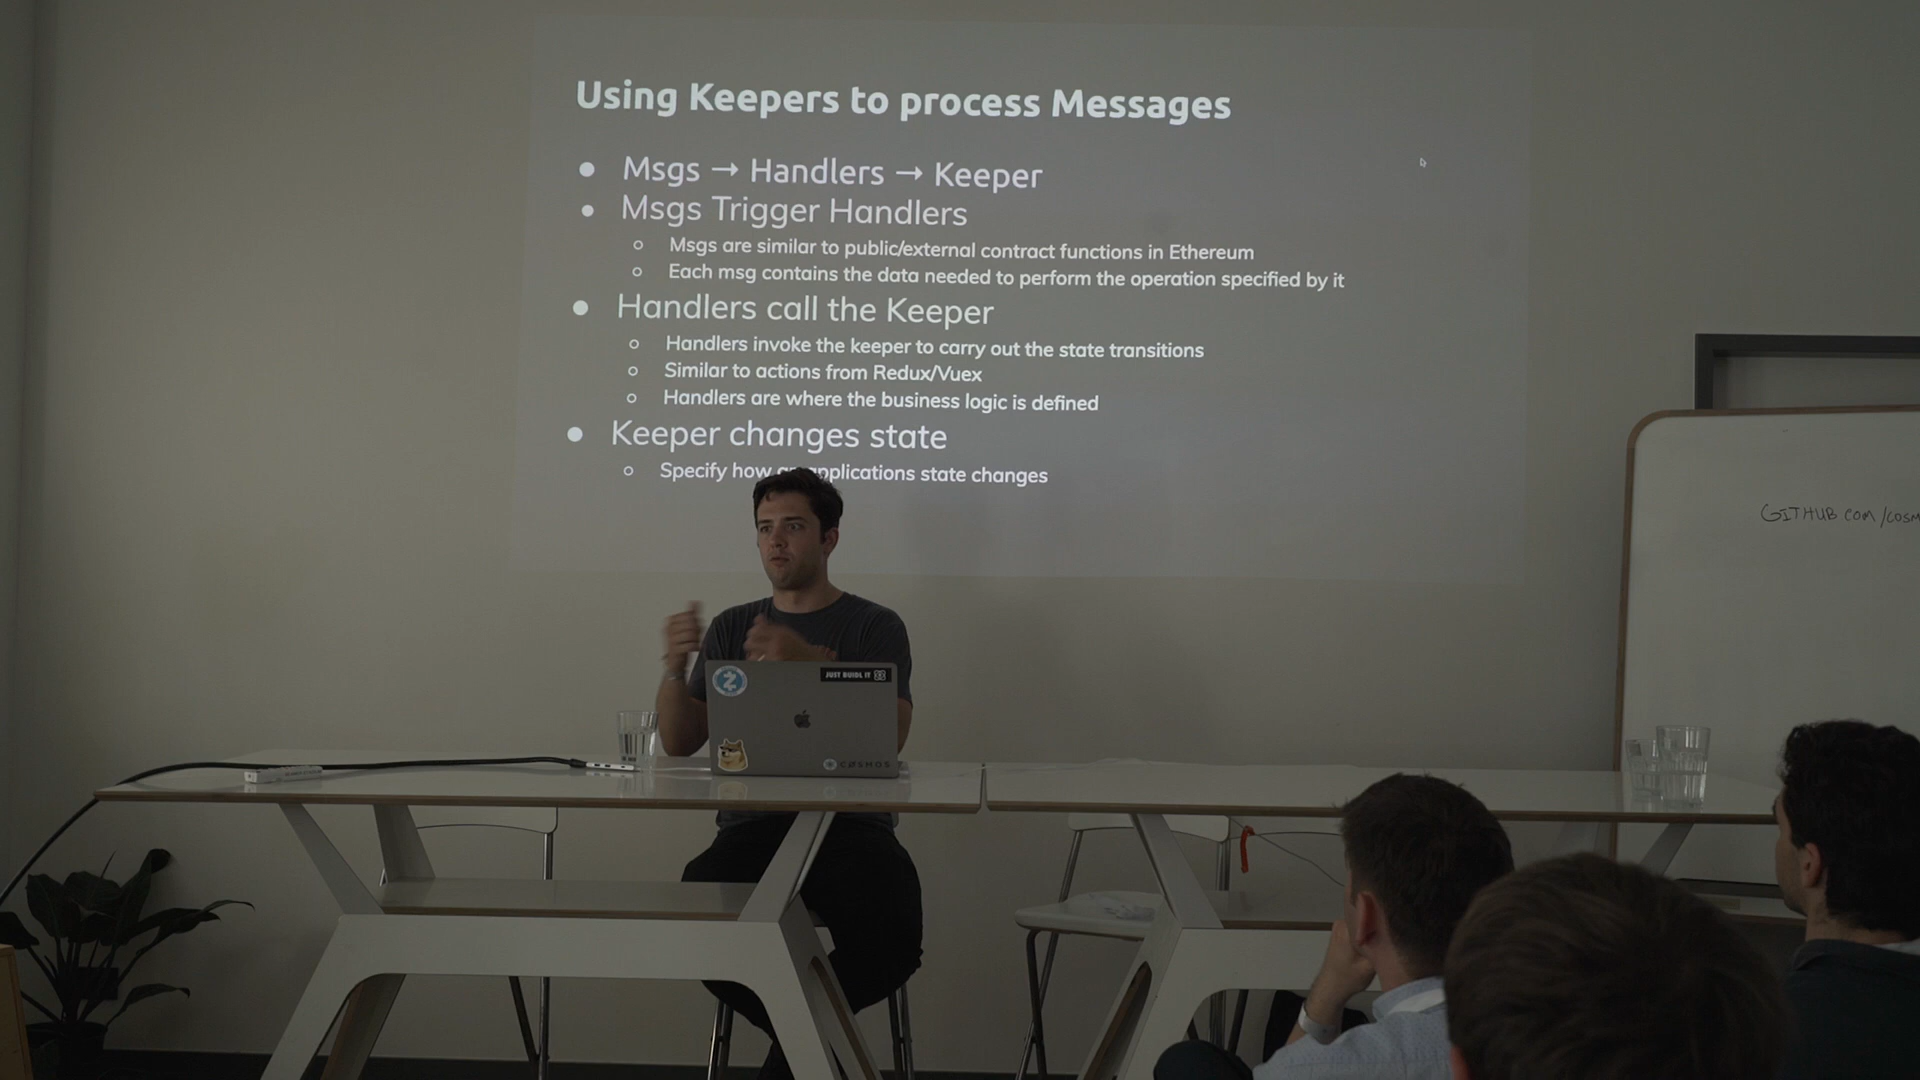 Using Keepers to process Messages
● Msgs → Handlers → Keeper
● Msgs Trigger Handlers
○ Msgs are similar to public/external contract functions in Ethereum
○ Each msg contains the data needed to perform the operation specified by it
● Handlers call the Keeper
○ Handlers invoke the keeper to carry out the state transitions
○ Similar to actions from Redux/Vuex
○ Handlers are where the business logic is defined
● Keeper changes state
○ Specify how applications state changes
GITHUB COM/COSM
JUST BUIDL IT
COSMOS